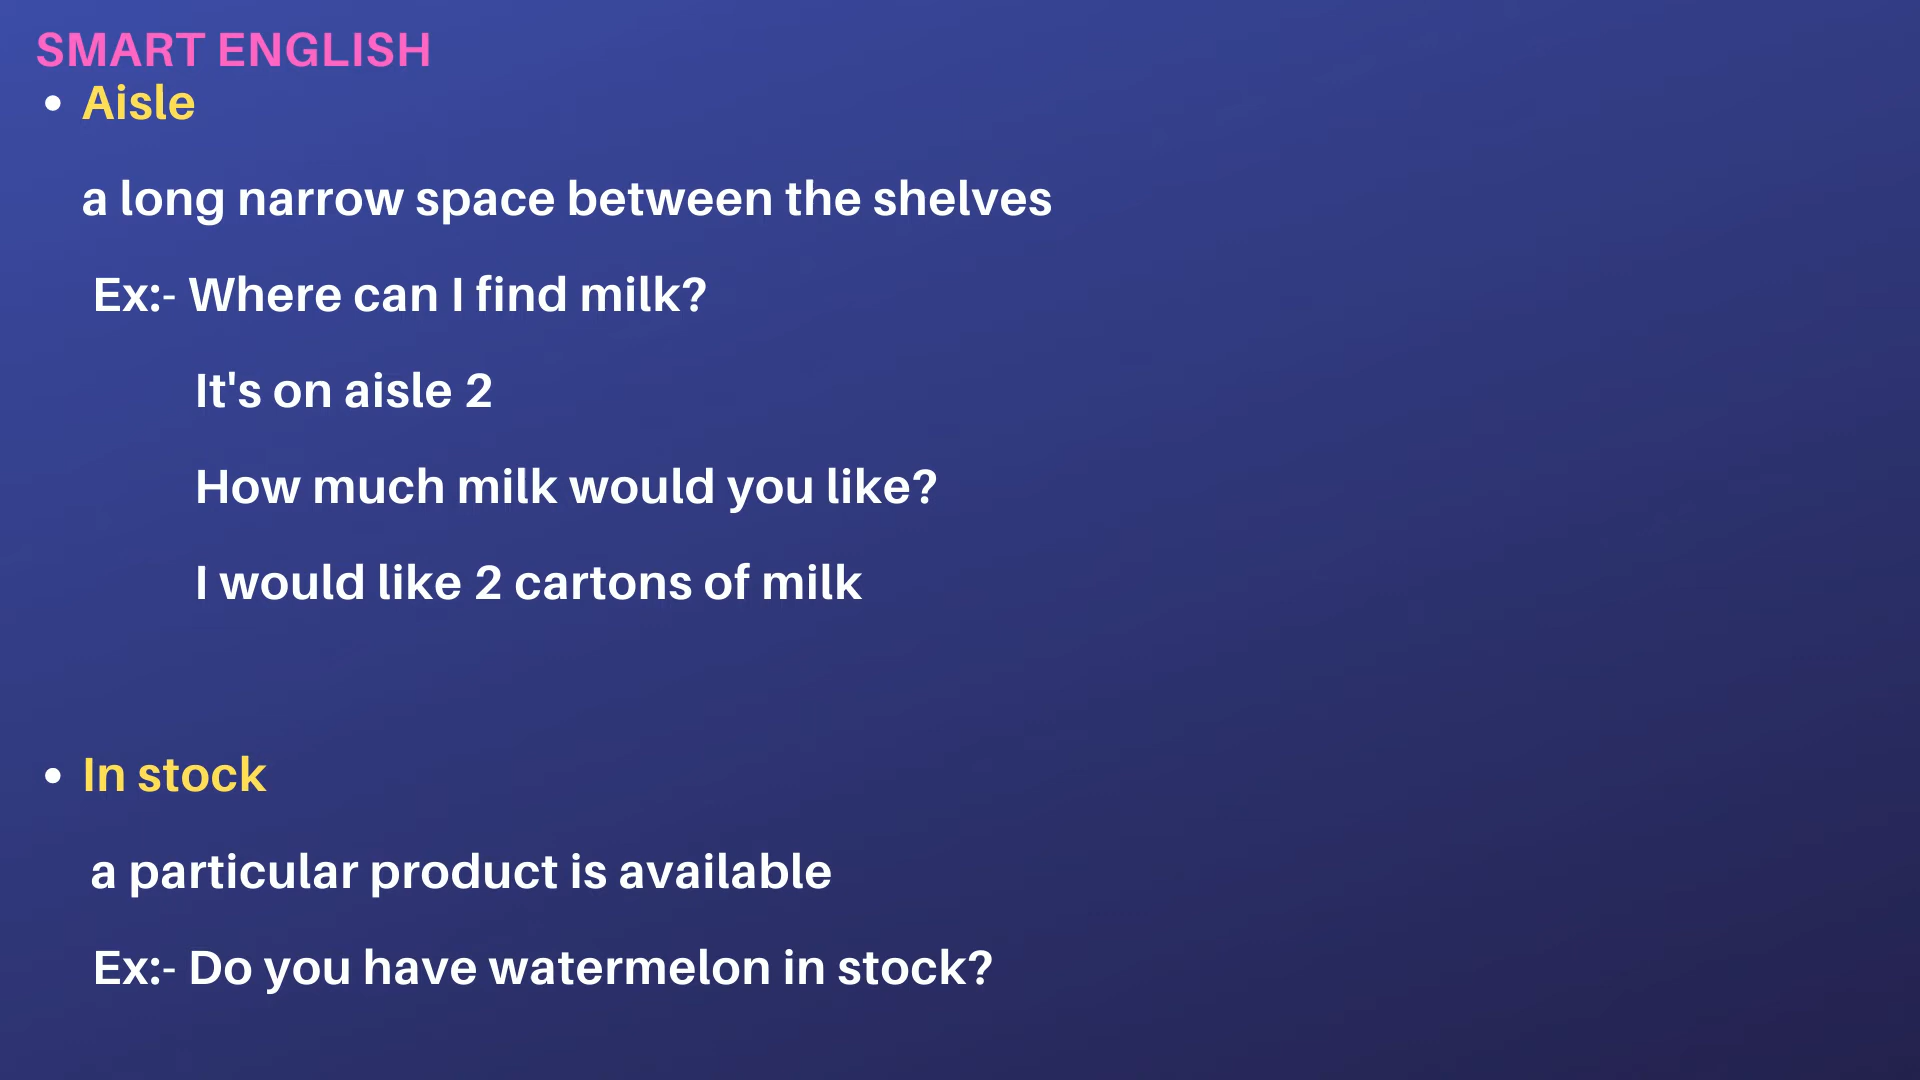 SMART ENGLISH
• Aisle
a long narrow space between the shelves
Ex:- Where can I find milk?
It's on aisle 2
How much milk would you like?
I would like 2 cartons of milk
• In stock
a particular product is available
Ex:- Do you have watermelon in stock?